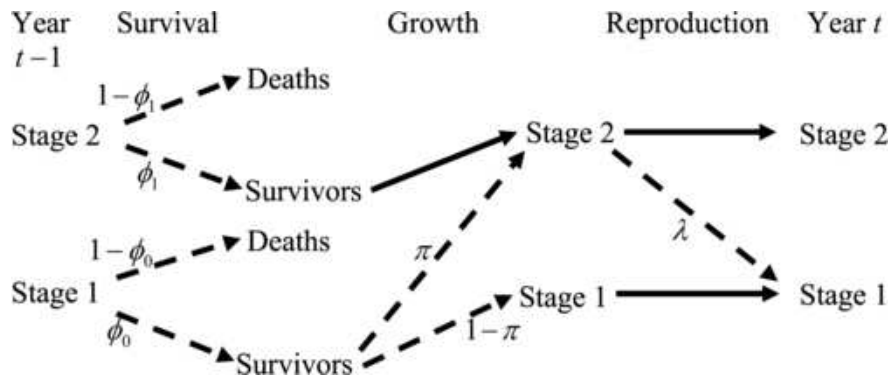 Year Survival Growth Reproduction Year t
t−1
Deaths
1−ϕ₁
Stage 2 Stage 2 Stage 2
ϕ₁
Survivors
Deaths
1−ϕ₀ π λ
Stage 1 Stage 1 Stage 1
ϕ₀ 1−π
Survivors